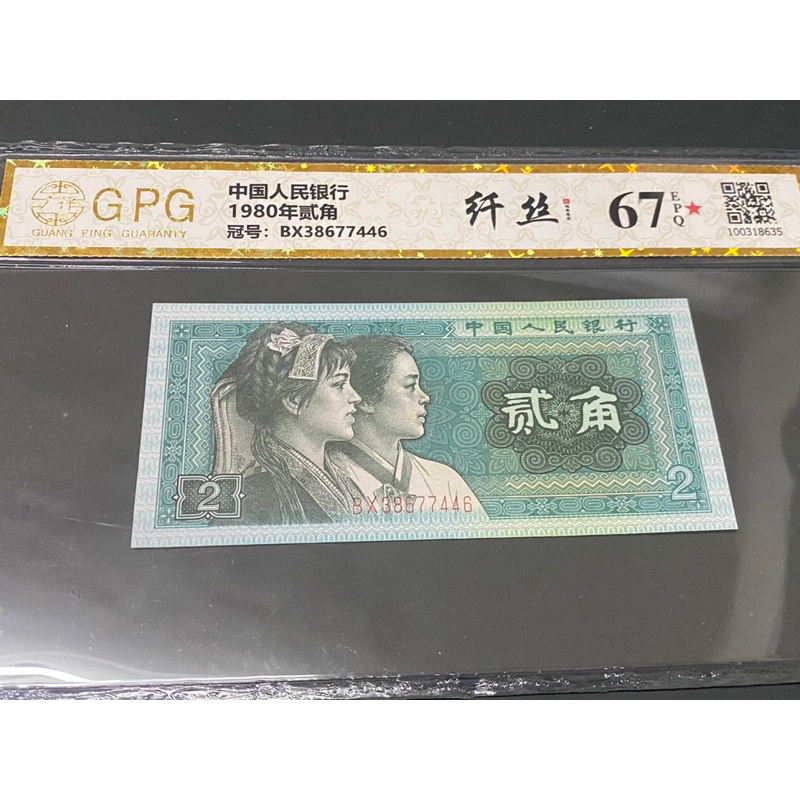 GPG
GUANG PING GUARANTY
中国人民银行
1980年贰角
冠号：BX38677446
纤丝
67 EPQ
100318635
中国人民银行
贰角
2
2
BX38677446